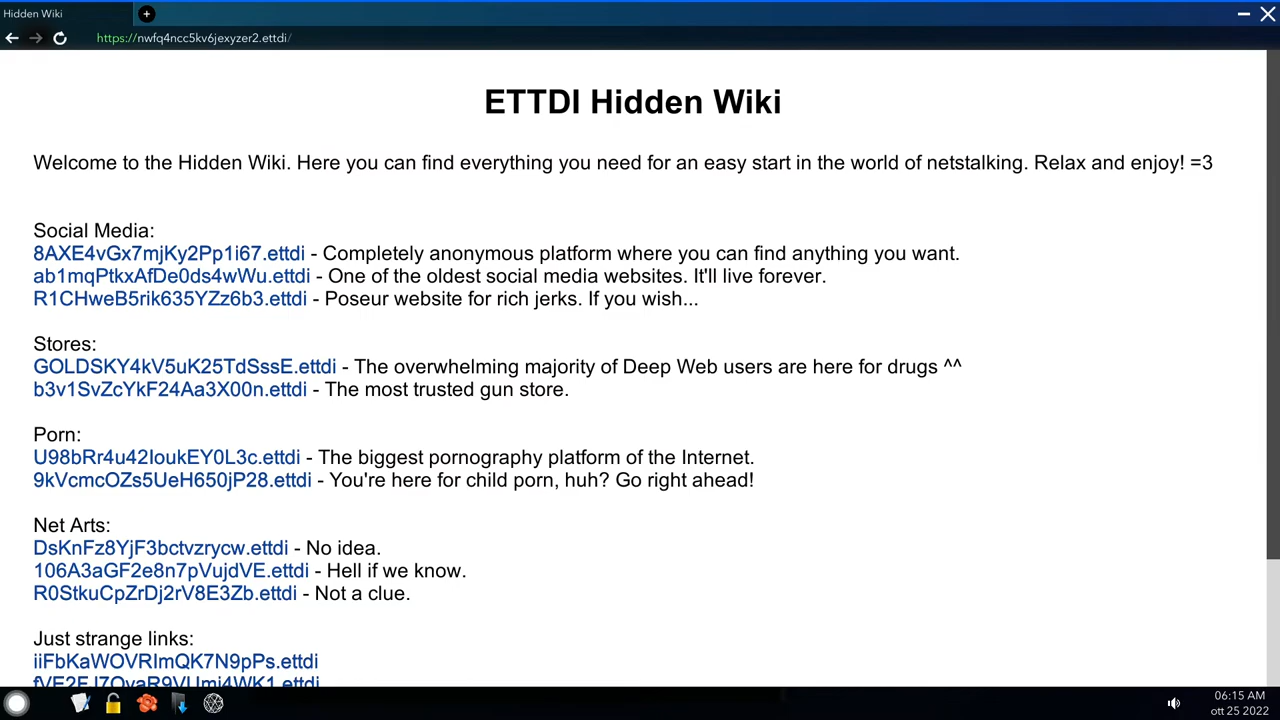 Hidden Wiki
https://nwfq4ncc5kv6jexyzer2.ettdi/
ETTDI Hidden Wiki
Welcome to the Hidden Wiki. Here you can find everything you need for an easy start in the world of netstalking. Relax and enjoy! =3
Social Media:
8AXE4vGx7mjKy2Pp1i67.ettdi - Completely anonymous platform where you can find anything you want.
ab1mqPtkxAfDe0ds4wWu.ettdi - One of the oldest social media websites. It'll live forever.
R1CHweB5rik635YZz6b3.ettdi - Poseur website for rich jerks. If you wish...
Stores:
GOLDSKY4kV5uK25TdSssE.ettdi - The overwhelming majority of Deep Web users are here for drugs ^^
b3v1SvZcYkF24Aa3X00n.ettdi - The most trusted gun store.
Porn:
U98bRr4u42IoukEY0L3c.ettdi - The biggest pornography platform of the Internet.
9kVcmcOZs5UeH650jP28.ettdi - You're here for child porn, huh? Go right ahead!
Net Arts:
DsKnFz8YjF3bctvzrycw.ettdi - No idea.
106A3aGF2e8n7pVujdVE.ettdi - Hell if we know.
R0StkuCpZrDj2rV8E3Zb.ettdi - Not a clue.
Just strange links:
iiFbKaWOVRImQK7N9pPs.ettdi
06:15 AM
ott 25 2022